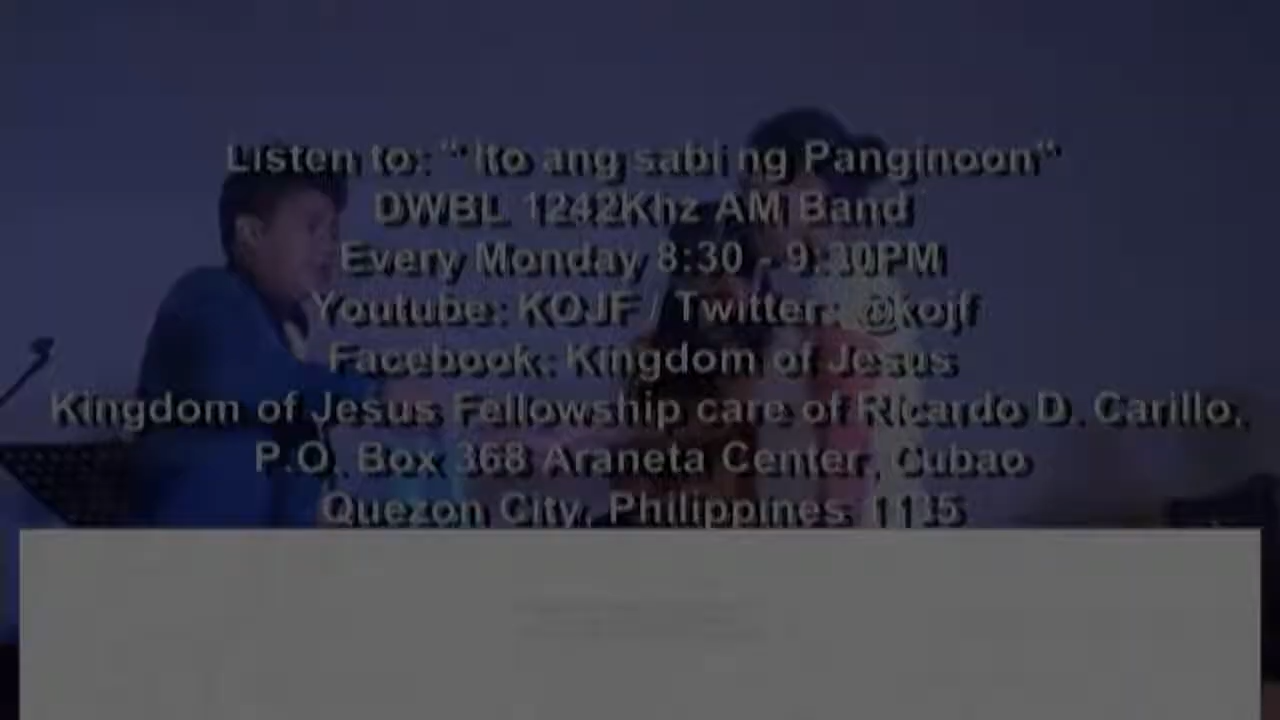 Listen to: “ Ito ang sabi ng Panginoon“
DWBL 1242Khz AM Band
Every Monday 8:30 - 9:30PM
Youtube: KOJF / Twitter: @kojf
Facebook: Kingdom of Jesus
Kingdom of Jesus Fellowship care of Ricardo D. Carillo,
P.O. Box 368 Araneta Center, Cubao
Quezon City, Philippines 1135